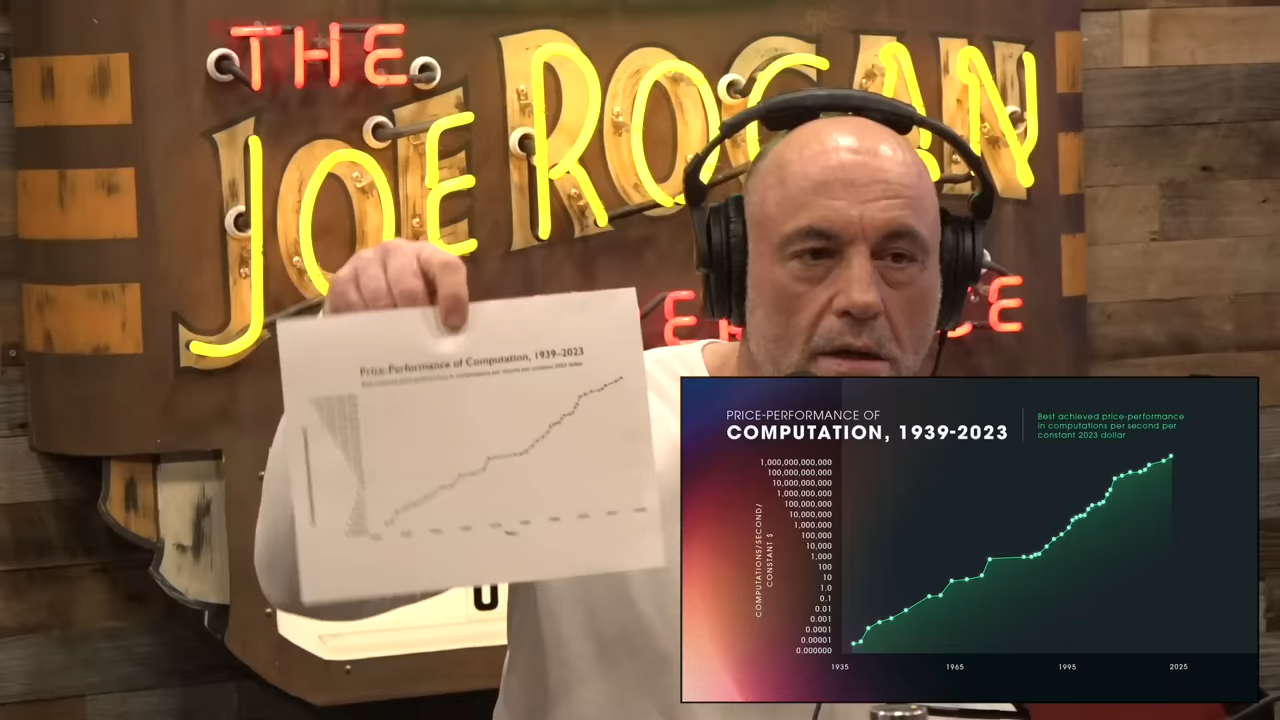 THE
JOE ROGAN
Price-Performance of Computation, 1939–2023
U
PRICE-PERFORMANCE OF
COMPUTATION, 1939-2023
Best achieved price-performance
in computations per second per
constant 2023 dollar
COMPUTATIONS/SECOND/
CONSTANT $
1,000,000,000,000
100,000,000,000
10,000,000,000
1,000,000,000
100,000,000
10,000,000
1,000,000
100,000
10,000
1,000
100
10
1.0
0.1
0.01
0.001
0.0001
0.00001
0.000000
1935
1965
1995
2025